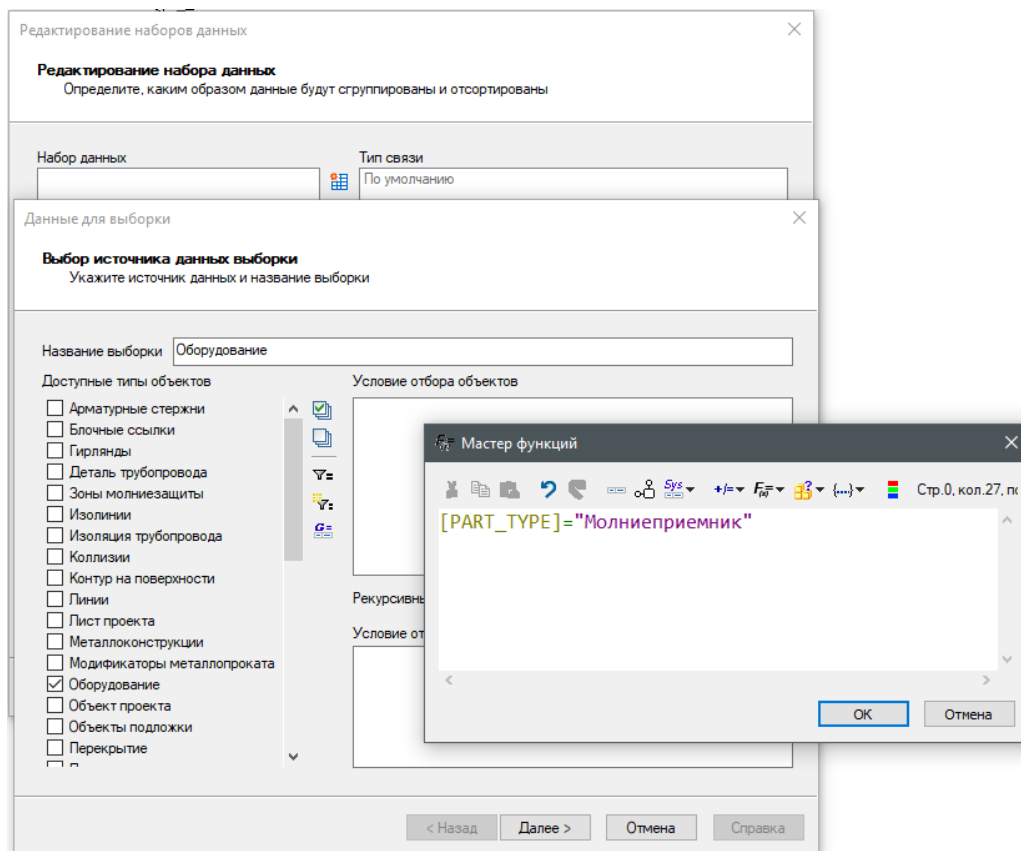 Редактирование наборов данных
Редактирование набора данных
Определите, каким образом данные будут сгруппированы и отсортированы
Набор данных
Тип связи
По умолчанию
Данные для выборки
Выбор источника данных выборки
Укажите источник данных и название выборки
Название выборки
Оборудование
Доступные типы объектов
Условие отбора объектов
Арматурные стержни
Блочные ссылки
Гирлянды
Деталь трубопровода
Зоны молниезащиты
Изолинии
Изоляция трубопровода
Коллизии
Контур на поверхности
Линии
Лист проекта
Металлоконструкции
Модификаторы металлопроката
Оборудование
Объект проекта
Объекты подложки
Перекрытие
Условие
Мастер функций
Sys
+/=
F(x)=
{...}
Стр.0, кол.27,
[PART_TYPE]="Молниеприемник"
ОК
Отмена
< Назад
Далее >
Отмена
Справка